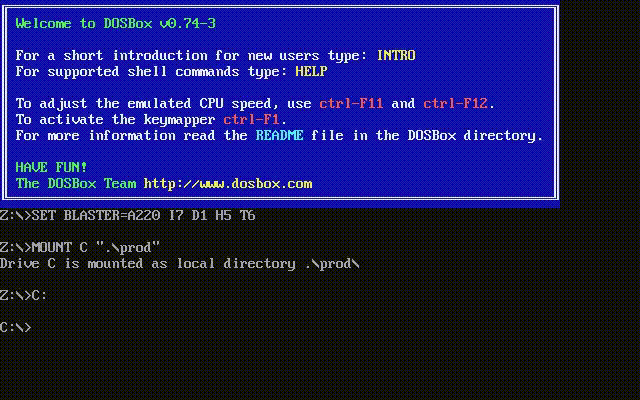 Welcome to DOSBox v0.74-3
For a short introduction for new users type: INTRO
For supported shell commands type: HELP
To adjust the emulated CPU speed, use ctrl-F11 and ctrl-F12.
To activate the keymapper ctrl-F1.
For more information read the README file in the DOSBox directory.
HAVE FUN!
The DOSBox Team http://www.dosbox.com
Z:\>SET BLASTER=A220 I7 D1 H5 T6
Z:\>MOUNT C ".\prod"
Drive C is mounted as local directory .\prod\
Z:\>C:
C:\>